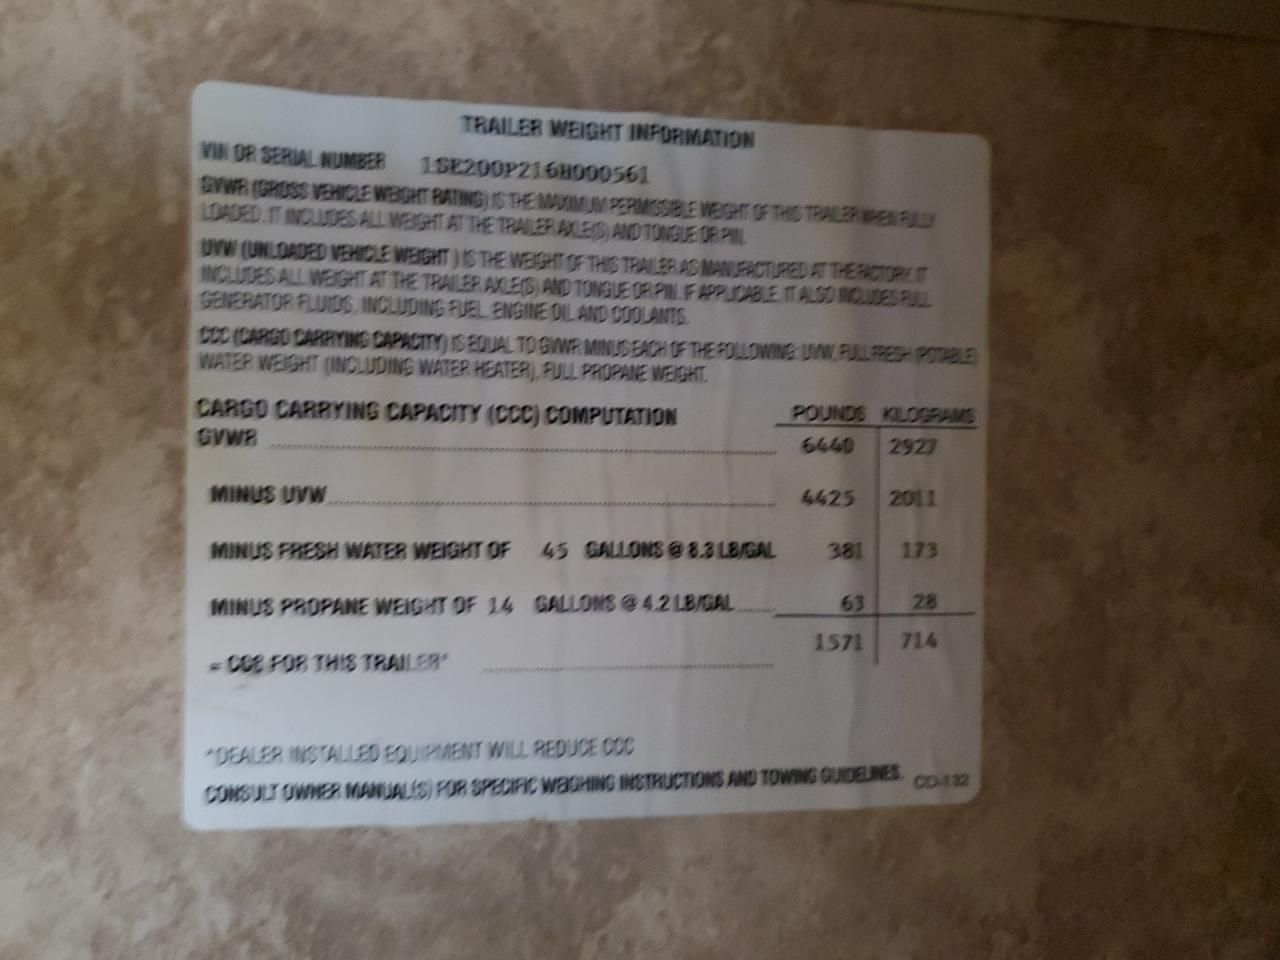 TRAILER WEIGHT INFORMATION
VIN OR SERIAL NUMBER 1SE200P216H000561
GVWR (GROSS VEHICLE WEIGHT RATING) IS THE MAXIMUM PERMISSIBLE WEIGHT OF THIS TRAILER WHEN FULLY
LOADED. IT INCLUDES ALL WEIGHT AT THE TRAILER AXLE(S) AND TONGUE OR PIN.
UVW (UNLOADED VEHICLE WEIGHT ) IS THE WEIGHT OF THIS TRAILER AS MANUFACTURED AT THE FACTORY. IT
INCLUDES ALL WEIGHT AT THE TRAILER AXLE(S) AND TONGUE OR PIN. IF APPLICABLE, IT ALSO INCLUDES FULL
GENERATOR FLUIDS, INCLUDING FUEL, ENGINE OIL AND COOLANTS.
CCC (CARGO CARRYING CAPACITY) IS EQUAL TO GVWR MINUS EACH OF THE FOLLOWING: UVW, FULL FRESH (POTABLE)
WATER WEIGHT (INCLUDING WATER HEATER), FULL PROPANE WEIGHT.
CARGO CARRYING CAPACITY (CCC) COMPUTATION POUNDS KILOGRAMS
GVWR 6440 2927
MINUS UVW 4425 2011
MINUS FRESH WATER WEIGHT OF 45 GALLONS @ 8.3 LB/GAL 381 173
MINUS PROPANE WEIGHT OF 14 GALLONS @ 4.2 LB/GAL 63 28
= CCC FOR THIS TRAILER* 1571 714
*DEALER INSTALLED EQUIPMENT WILL REDUCE CCC
CONSULT OWNER MANUAL(S) FOR SPECIFIC WEIGHING INSTRUCTIONS AND TOWING GUIDELINES. CD-132